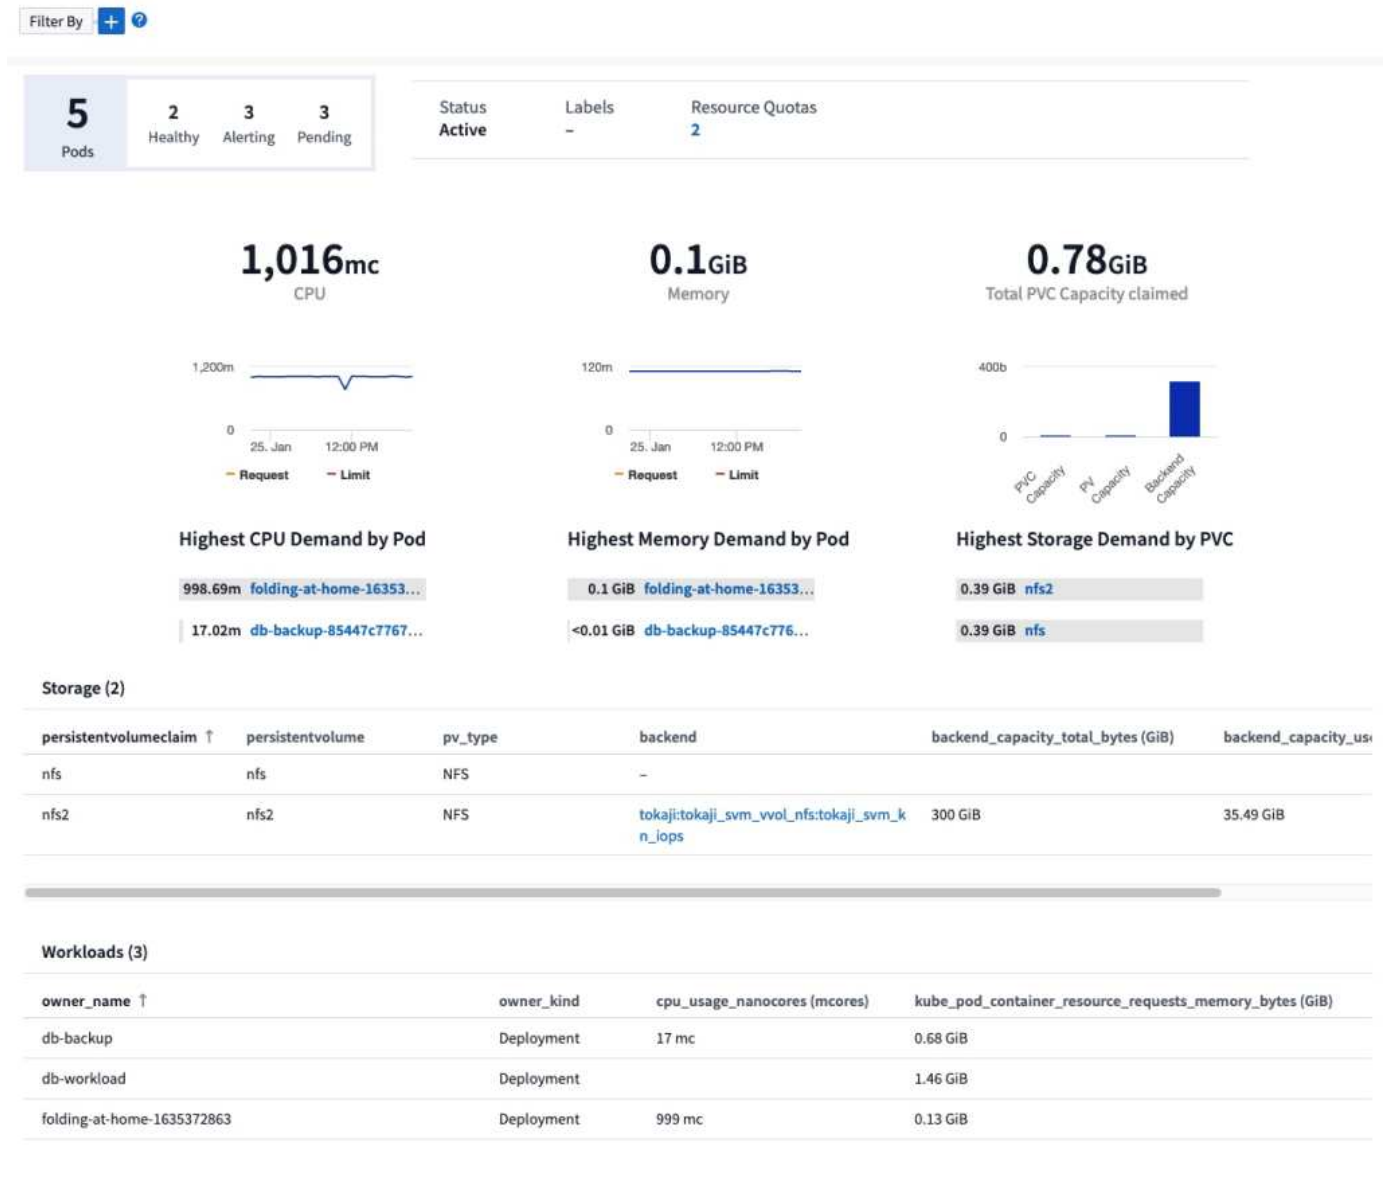 Filter By + ?
5 Pods
2 Healthy
3 Alerting
3 Pending
Status
Active
Labels
–
Resource Quotas
2
1,016mc
CPU
0.1GiB
Memory
0.78GiB
Total PVC Capacity claimed
1,200m
0
25. Jan 12:00 PM
Request Limit
120m
0
25. Jan 12:00 PM
Request Limit
400b
0
PVC Capacity
PV Capacity
Backend Capacity
Highest CPU Demand by Pod
998.69m folding-at-home-16353...
17.02m db-backup-85447c7767...
Highest Memory Demand by Pod
0.1 GiB folding-at-home-16353...
<0.01 GiB db-backup-85447c776...
Highest Storage Demand by PVC
0.39 GiB nfs2
0.39 GiB nfs
Storage (2)
persistentvolumeclaim ↑ persistentvolume pv_type backend backend_capacity_total_bytes (GiB) backend_capacity_us
nfs nfs NFS –
nfs2 nfs2 NFS tokaji:tokaji_svm_vvol_nfs:tokaji_svm_k 300 GiB 35.49 GiB
n_iops
Workloads (3)
owner_name ↑ owner_kind cpu_usage_nanocores (mcores) kube_pod_container_resource_requests_memory_bytes (GiB)
db-backup Deployment 17 mc 0.68 GiB
db-workload Deployment 1.46 GiB
folding-at-home-1635372863 Deployment 999 mc 0.13 GiB